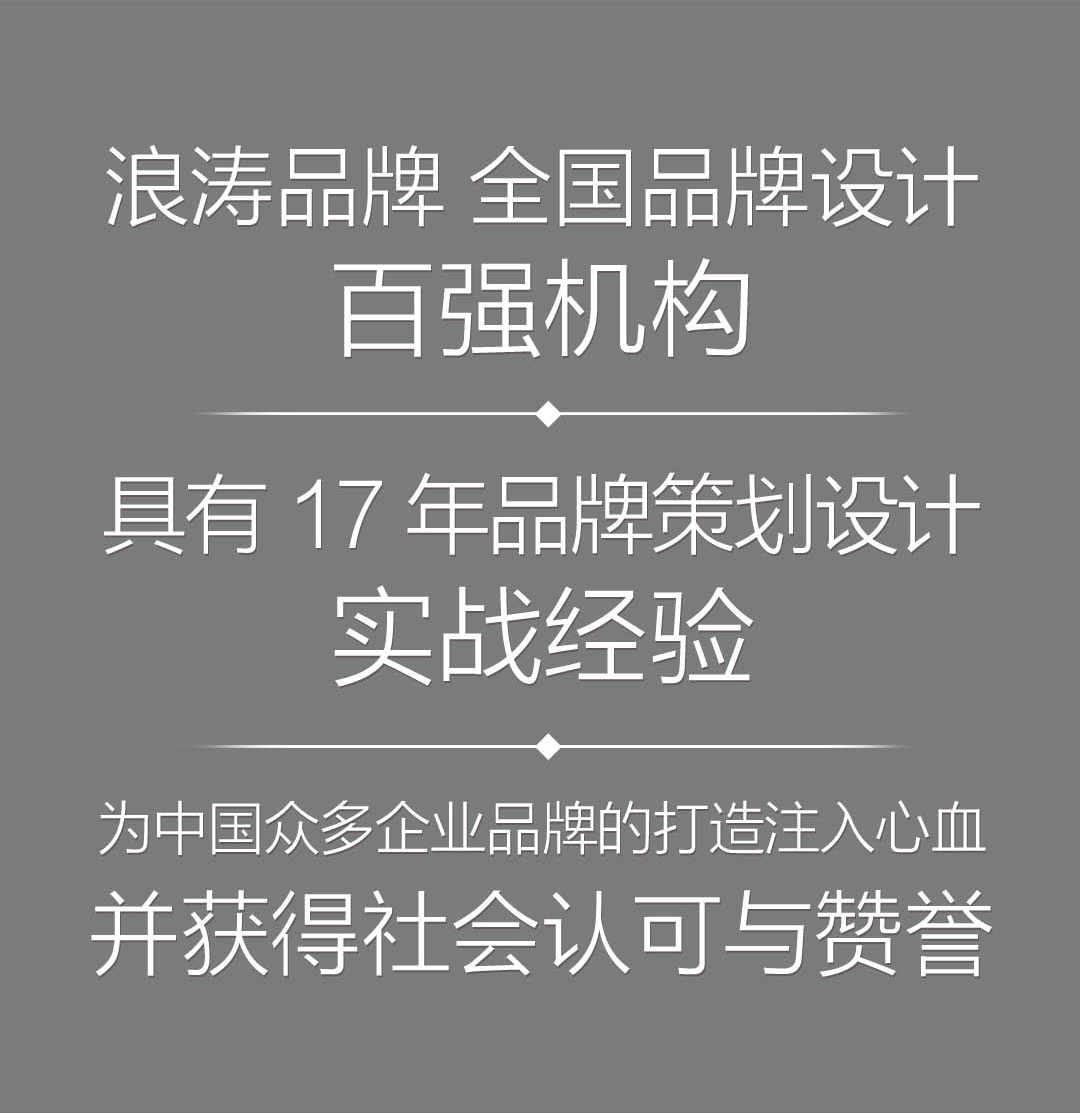 浪涛品牌 全国品牌设计
百强机构
具有 17 年品牌策划设计
实战经验
为中国众多企业品牌的打造注入心血
并获得社会认可与赞誉